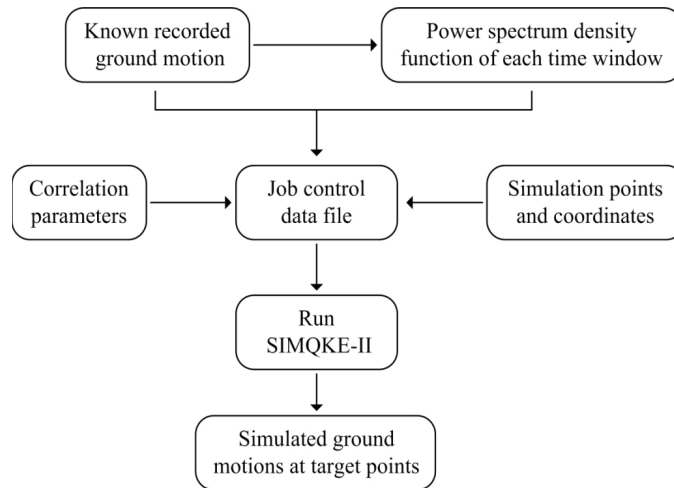 Known recorded
ground motion
Power spectrum density
function of each time window
Correlation
parameters
Job control
data file
Simulation points
and coordinates
Run
SIMQKE-II
Simulated ground
motions at target points